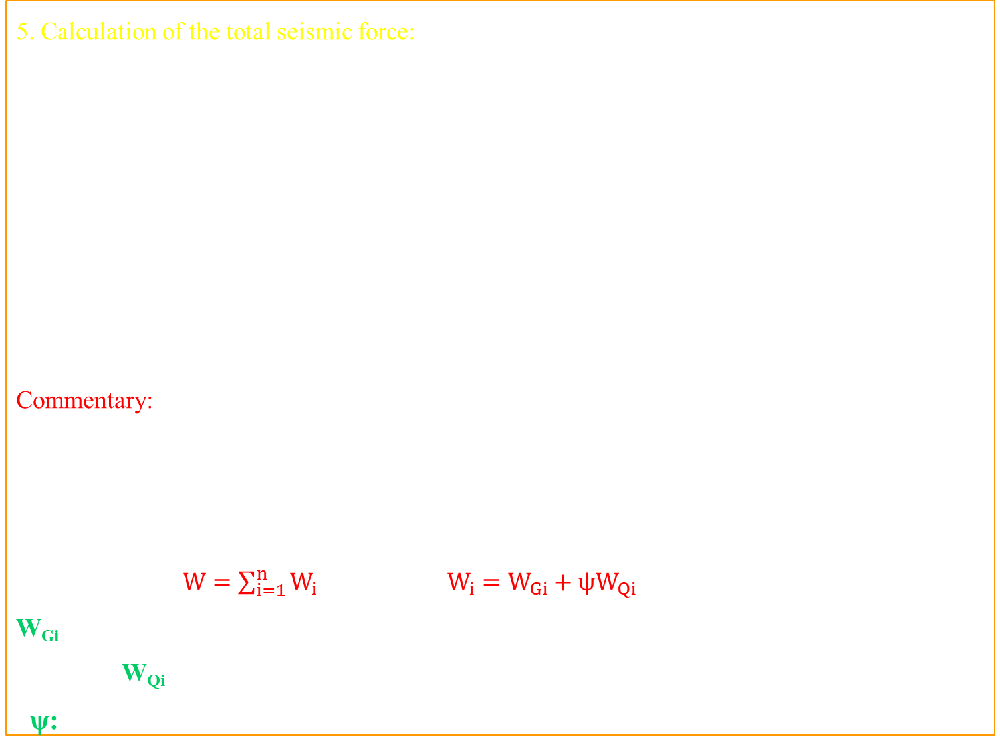 5. Calculation of the total seismic force:
Commentary:
W = ∑ⁿᵢ₌₁ Wᵢ Wᵢ = W_Gi + ψW_Qi
W_Gi
W_Qi
ψ: